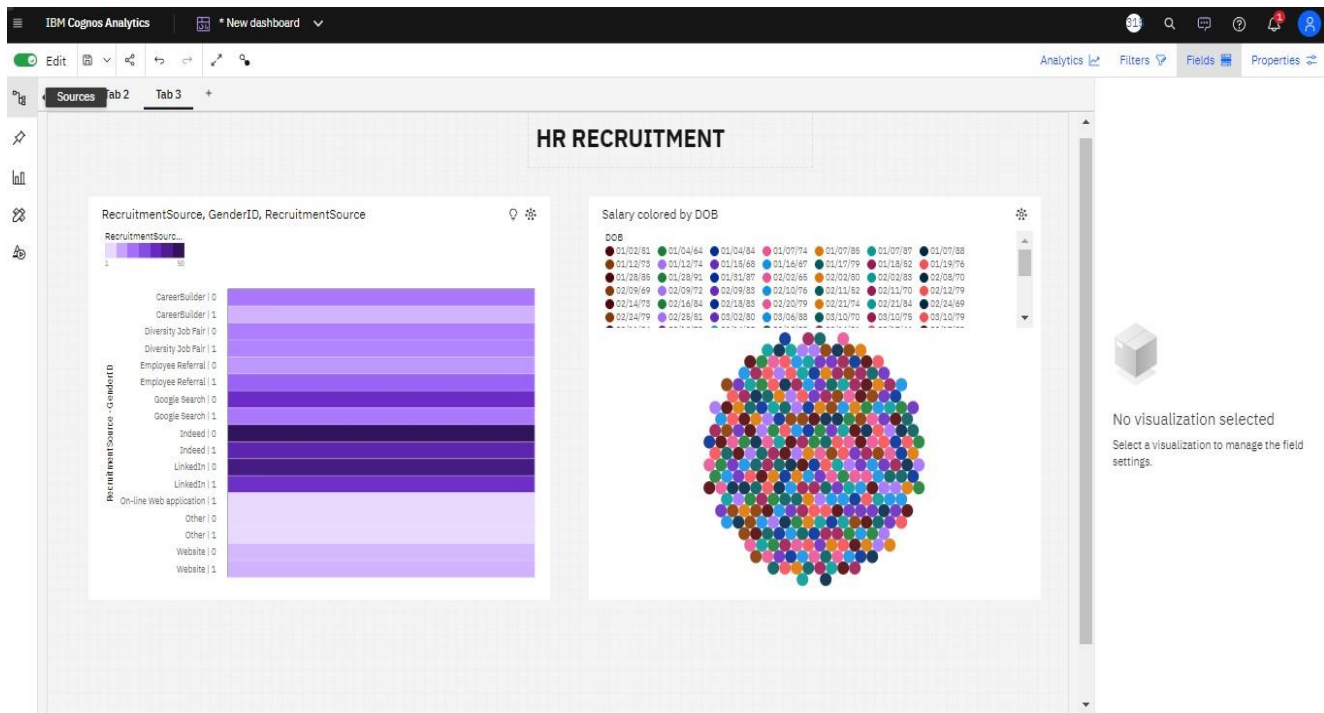 IBM Cognos Analytics
* New dashboard
1
Edit
Analytics
Filters
Fields
Properties
Sources
Tab 2
Tab 3
+
HR RECRUITMENT
RecruitmentSource, GenderID, RecruitmentSource
RecruitmentSourc...
1
50
RecruitmentSource - GenderID
CareerBuilder | 0
CareerBuilder | 1
Diversity Job Fair | 0
Diversity Job Fair | 1
Employee Referral | 0
Employee Referral | 1
Google Search | 0
Google Search | 1
Indeed | 0
Indeed | 1
LinkedIn | 0
LinkedIn | 1
On-line Web application | 1
Other | 0
Other | 1
Website | 0
Website | 1
Salary colored by DOB
DOB
01/02/51 01/04/64 01/04/84 01/07/74 01/07/85 01/07/87 01/07/88
01/12/73 01/12/74 01/15/68 01/16/67 01/17/79 01/18/52 01/19/76
01/28/85 01/28/91 01/31/87 02/02/65 02/02/80 02/02/83 02/08/70
02/09/69 02/09/72 02/09/83 02/10/76 02/11/52 02/11/70 02/12/79
02/14/73 02/16/84 02/18/83 02/20/79 02/21/74 02/21/84 02/24/69
02/24/79 02/25/51 03/02/80 03/06/88 03/10/70 03/10/75 03/10/79
No visualization selected
Select a visualization to manage the field
settings.